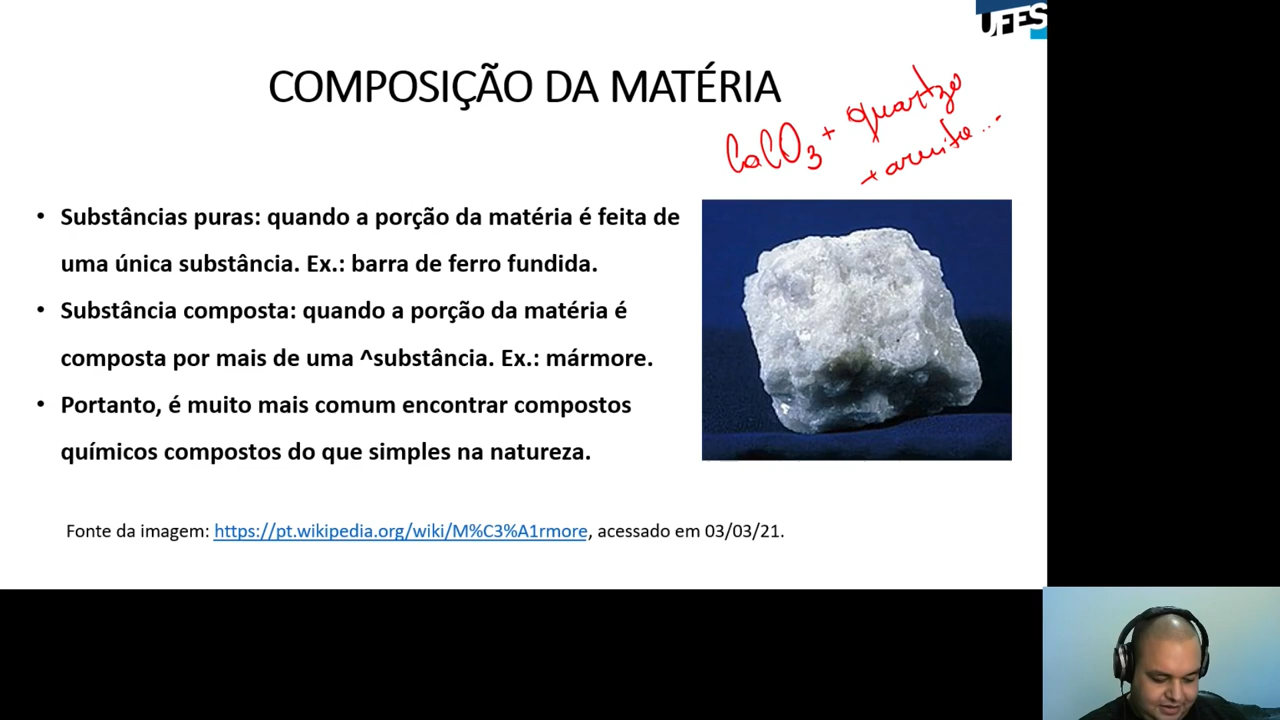 UFES
COMPOSIÇÃO DA MATÉRIA
CaCO3 + quartzo
+ arenito...
• Substâncias puras: quando a porção da matéria é feita de
uma única substância. Ex.: barra de ferro fundida.
• Substância composta: quando a porção da matéria é
composta por mais de uma ^substância. Ex.: mármore.
• Portanto, é muito mais comum encontrar compostos
químicos compostos do que simples na natureza.
Fonte da imagem: https://pt.wikipedia.org/wiki/M%C3%A1rmore, acessado em 03/03/21.